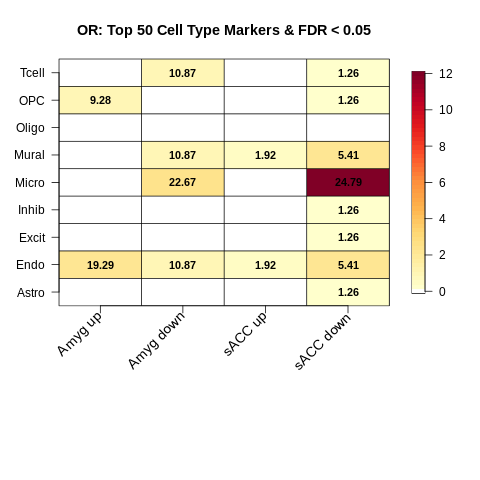 OR: Top 50 Cell Type Markers & FDR < 0.05
Tcell 10.87 1.26
OPC 9.28 1.26
Oligo
Mural 10.87 1.92 5.41
Micro 22.67 24.79
Inhib 1.26
Excit 1.26
Endo 19.29 10.87 1.92 5.41
Astro 1.26
Amyg up Amyg down sACC up sACC down
12
10
8
6
4
2
0